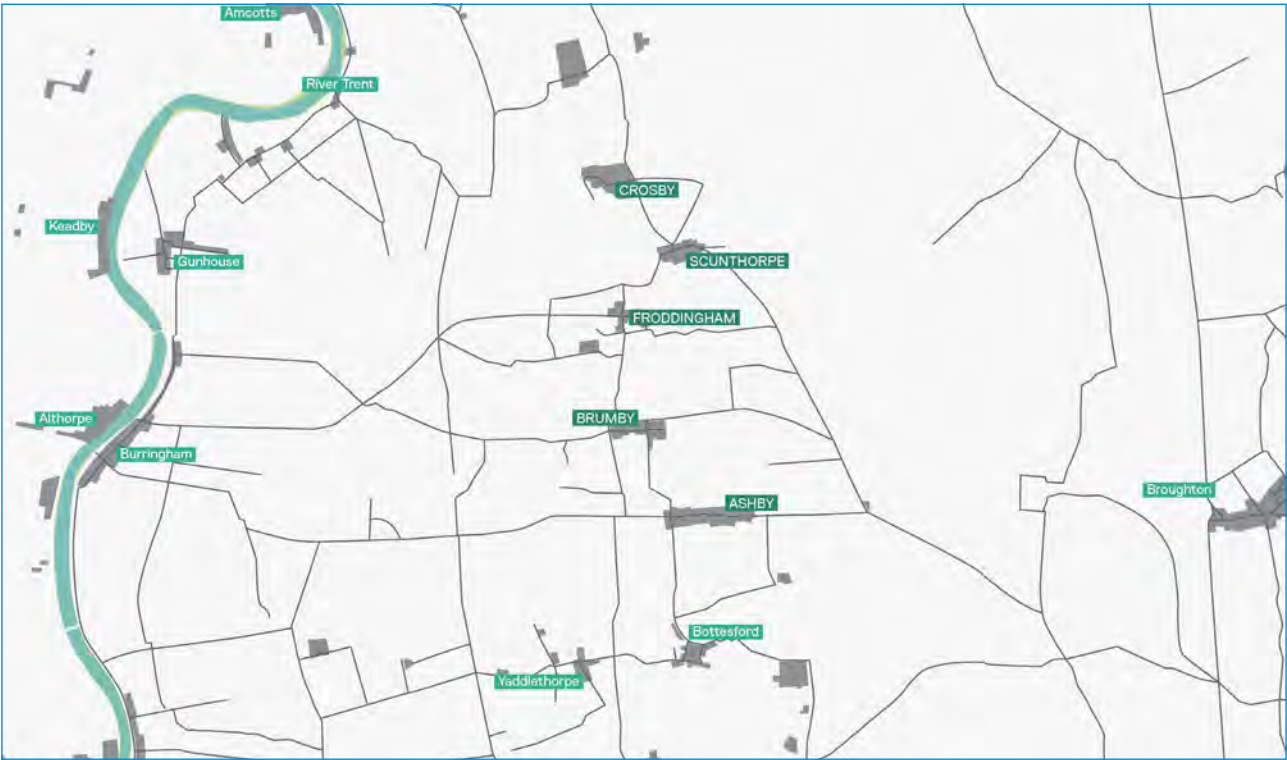 Amcotts
River Trent
CROSBY
Keadby
Gunhouse
SCUNTHORPE
FRODDINGHAM
Althorpe
BRUMBY
Burringham
Broughton
ASHBY
Bottesford
Yaddlethorpe